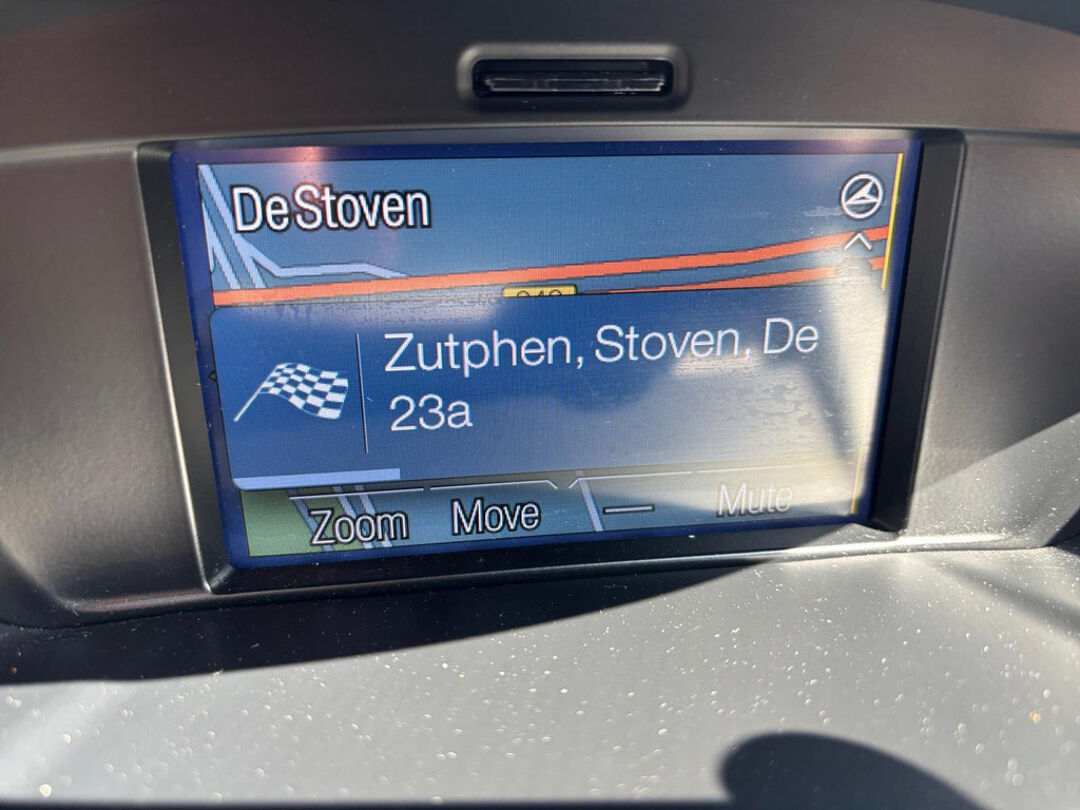 De Stoven
Zutphen, Stoven, De
23a
Zoom
Move
Mute